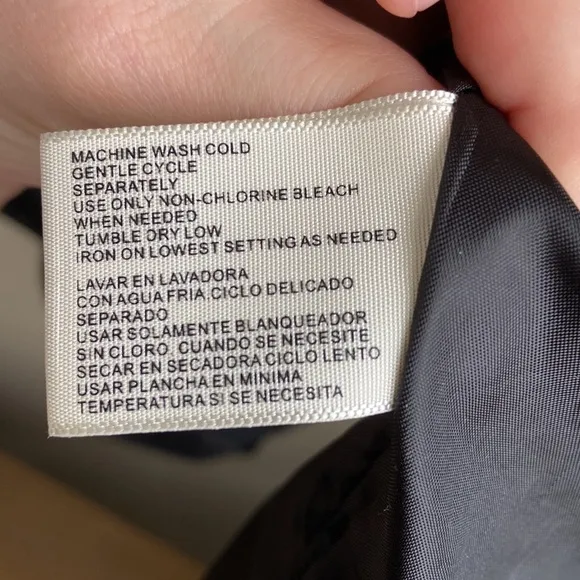 MACHINE WASH COLD
GENTLE CYCLE
SEPARATELY
USE ONLY NON-CHLORINE BLEACH
WHEN NEEDED
TUMBLE DRY LOW
IRON ON LOWEST SETTING AS NEEDED
LAVAR EN LAVADORA
CON AGUA FRIA.CICLO DELICADO
SEPARADO
USAR SOLAMENTE BLANQUEADOR
SIN CLORO, CUANDO SE NECESITE
SECAR EN SECADORA CICLO LENTO
USAR PLANCHA EN MINIMA
TEMPERATURA SI SE NECESITA